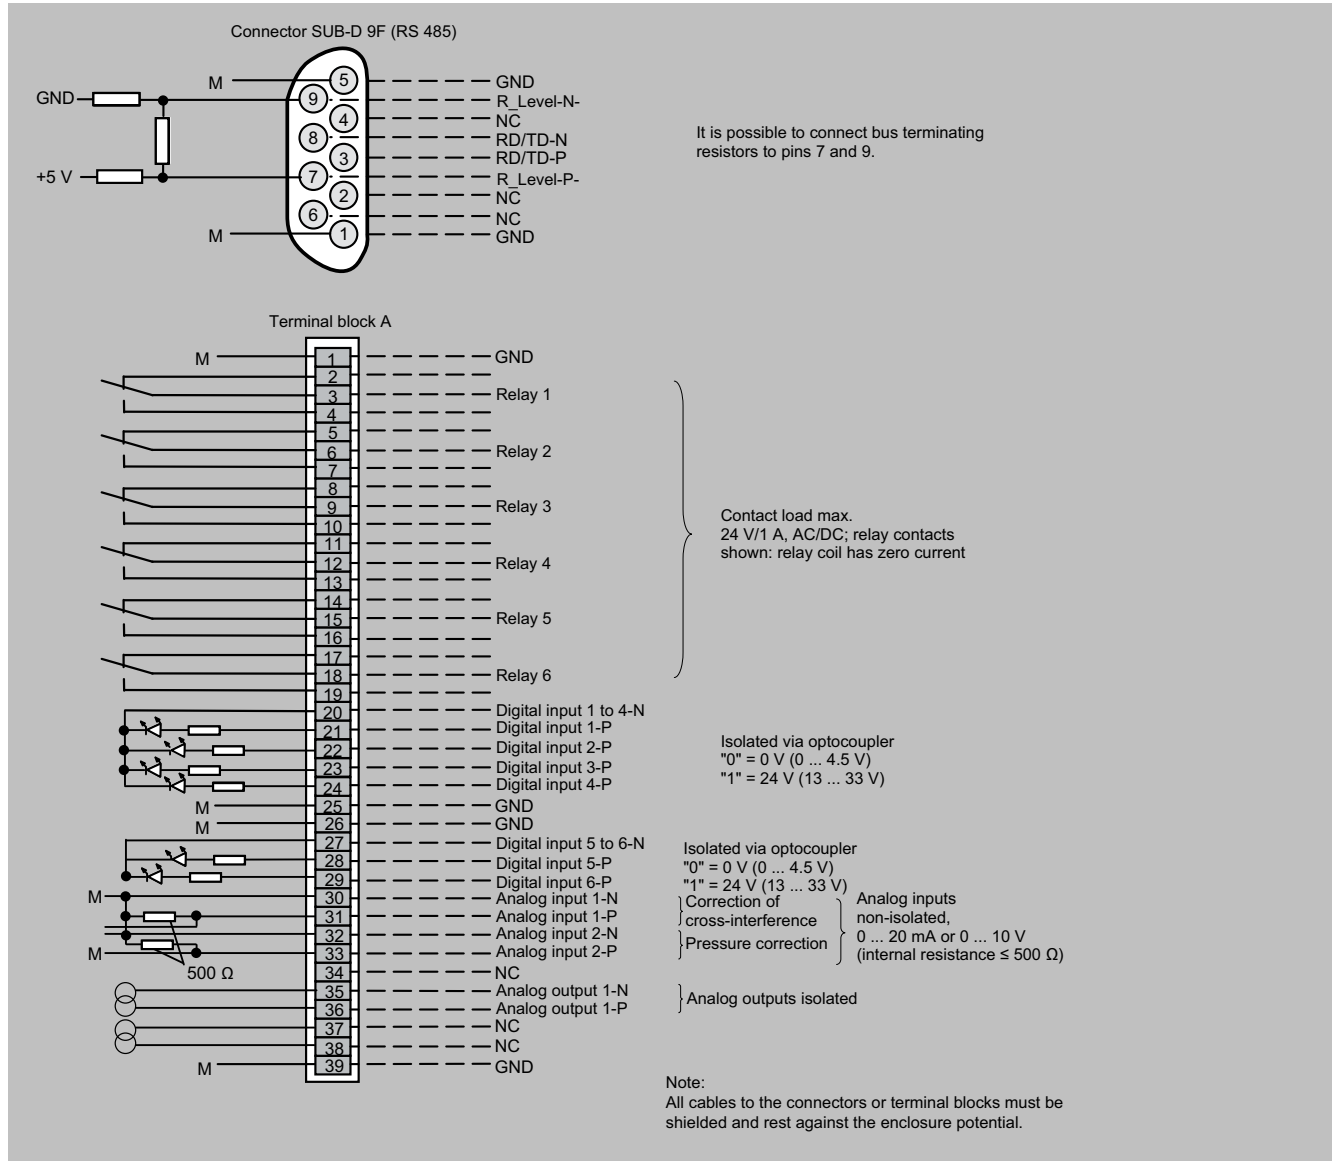 Connector SUB-D 9F (RS 485)
M 5 GND
GND 9 R_Level-N-
4 NC
8 RD/TD-N
3 RD/TD-P
+5 V 7 R_Level-P-
2 NC
6 NC
M 1 GND
It is possible to connect bus terminating
resistors to pins 7 and 9.
Terminal block A
M 1 GND
2
3 Relay 1
4
5
6 Relay 2
7
8
9 Relay 3
10
11
12 Relay 4
13
14
15 Relay 5
16
17
18 Relay 6
19
Contact load max.
24 V/1 A, AC/DC; relay contacts
shown: relay coil has zero current
20 Digital input 1 to 4-N
21 Digital input 1-P
22 Digital input 2-P
23 Digital input 3-P
24 Digital input 4-P
Isolated via optocoupler
"0" = 0 V (0 ... 4.5 V)
"1" = 24 V (13 ... 33 V)
M 25 GND
M 26 GND
27 Digital input 5 to 6-N
28 Digital input 5-P
29 Digital input 6-P
Isolated via optocoupler
"0" = 0 V (0 ... 4.5 V)
"1" = 24 V (13 ... 33 V)
M 30 Analog input 1-N
31 Analog input 1-P
32 Analog input 2-N
M 33 Analog input 2-P
500 Ω
Correction of
cross-interference
Pressure correction
Analog inputs
non-isolated,
0 ... 20 mA or 0 ... 10 V
(internal resistance ≤ 500 Ω)
34 NC
35 Analog output 1-N
36 Analog output 1-P
Analog outputs isolated
37 NC
38 NC
M 39 GND
Note:
All cables to the connectors or terminal blocks must be
shielded and rest against the enclosure potential.